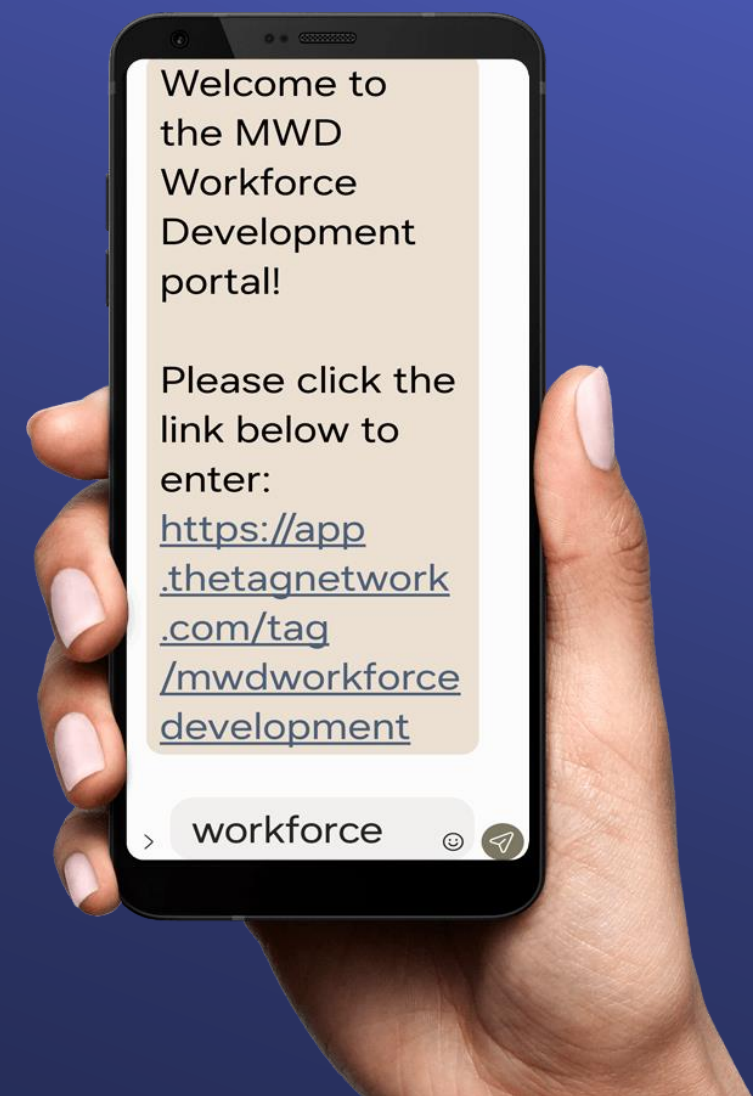 Welcome to
the MWD
Workforce
Development
portal!
Please click the
link below to
enter:
https://app
.thetagnetwork
.com/tag
/mwdworkforce
development
workforce